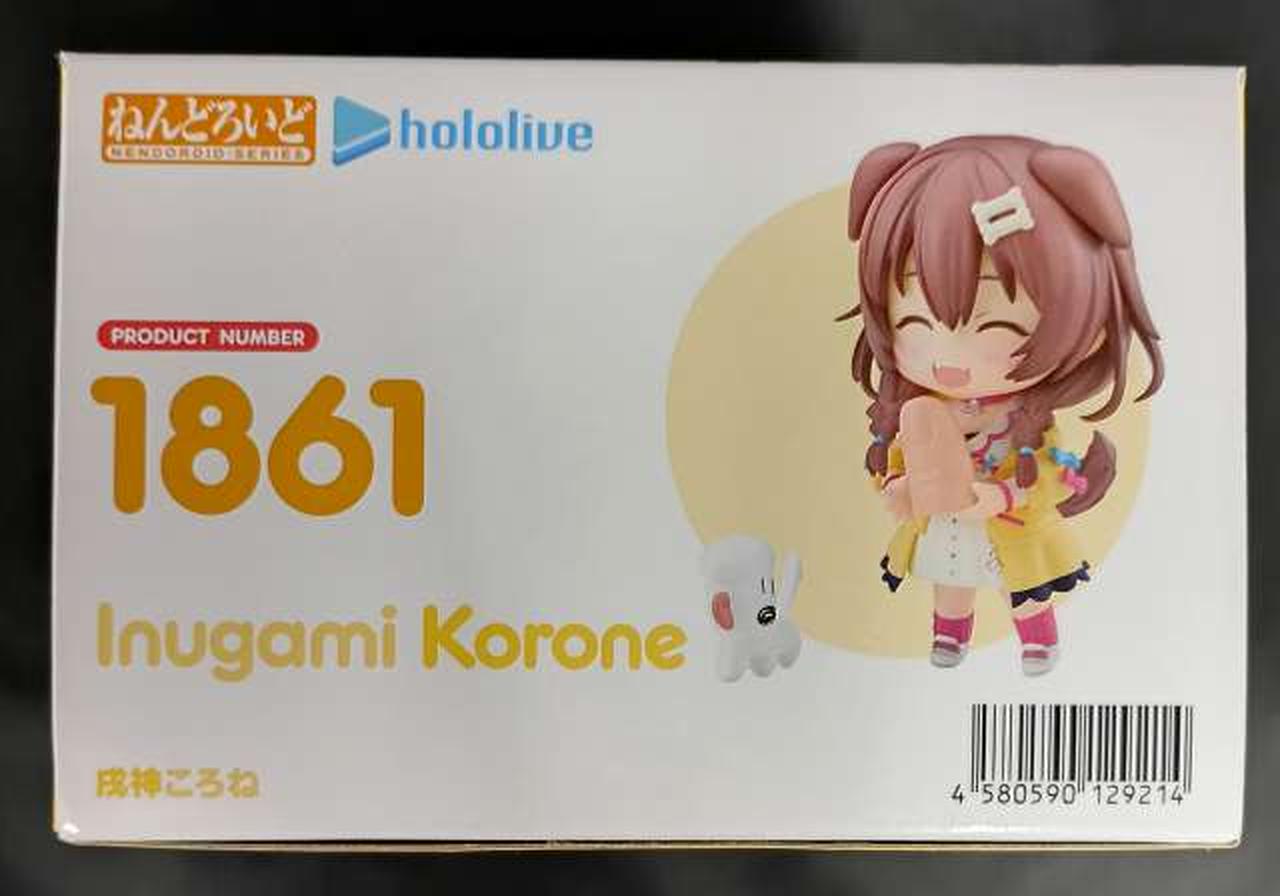 ねんどろいど
NENDOROID SERIES
hololive
PRODUCT NUMBER
1861
Inugami Korone
戌神ころね
4 580590 129214